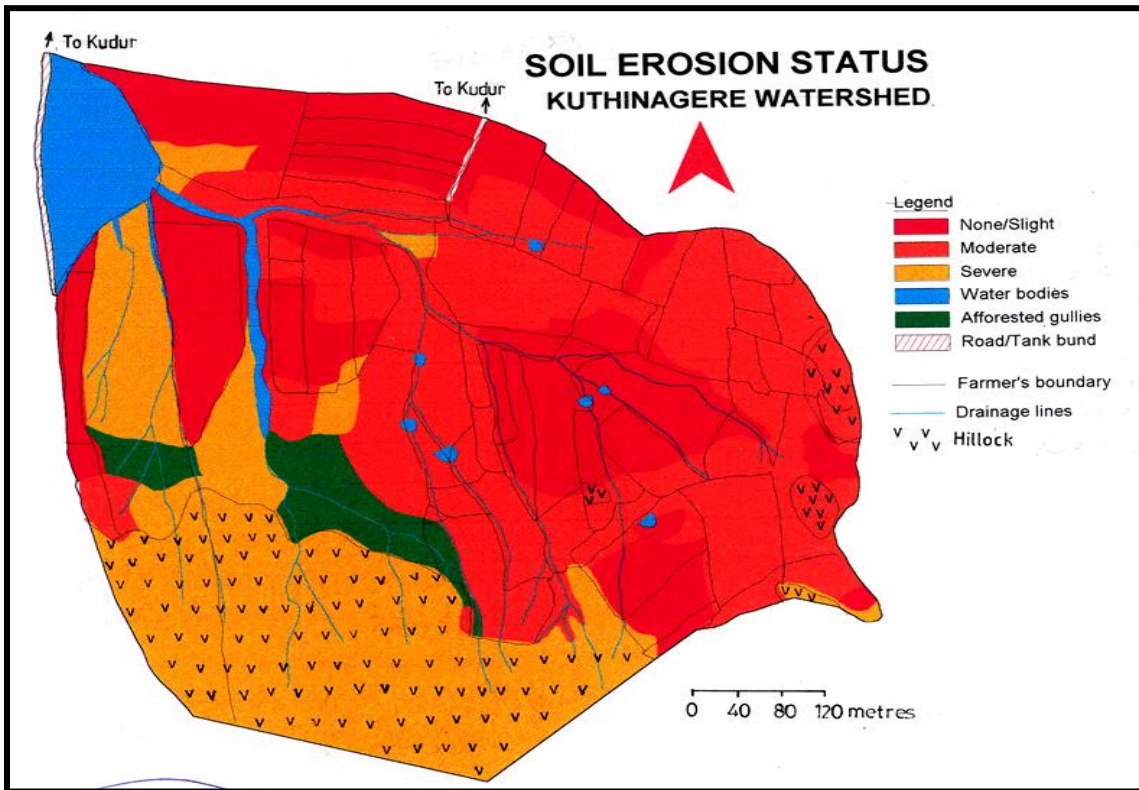 To Kudur
SOIL EROSION STATUS
KUTHINAGERE WATERSHED
To Kudur
Legend
None/Slight
Moderate
Severe
Water bodies
Afforested gullies
Road/Tank bund
Farmer's boundary
Drainage lines
Hillock
0 40 80 120 metres